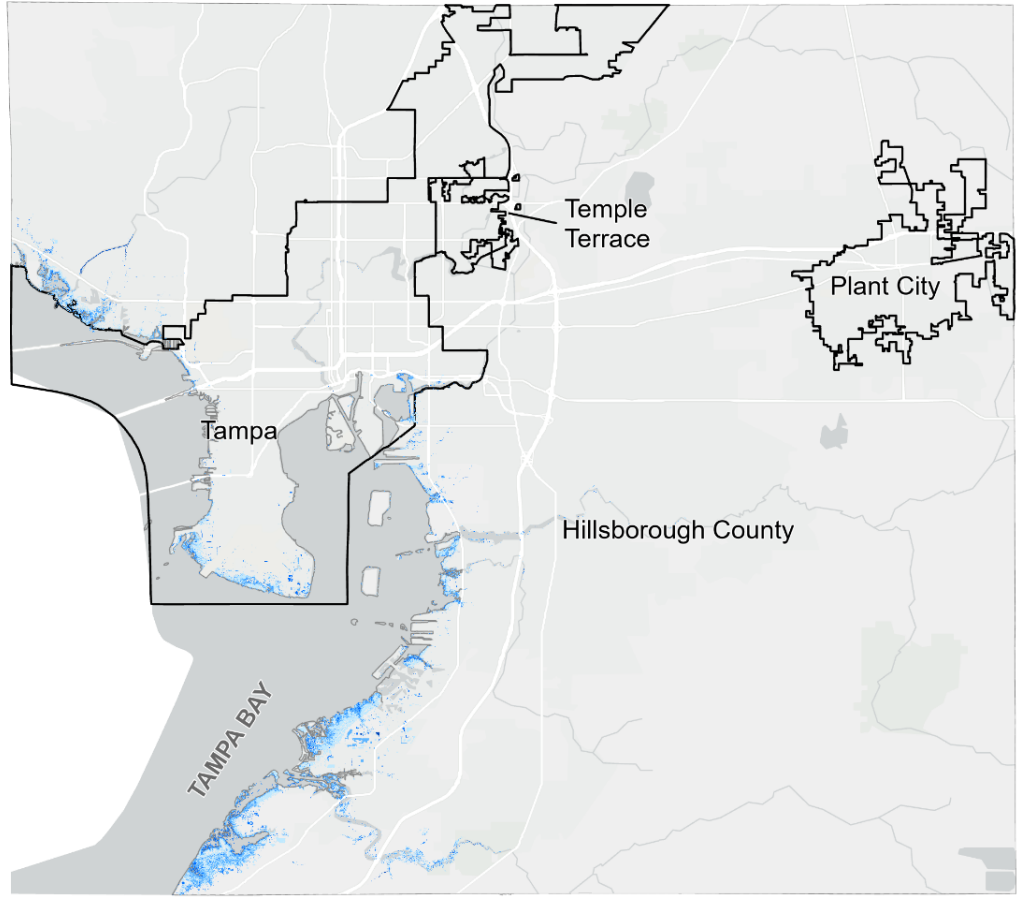 Temple
Terrace
Plant City
Tampa
Hillsborough County
TAMPA BAY